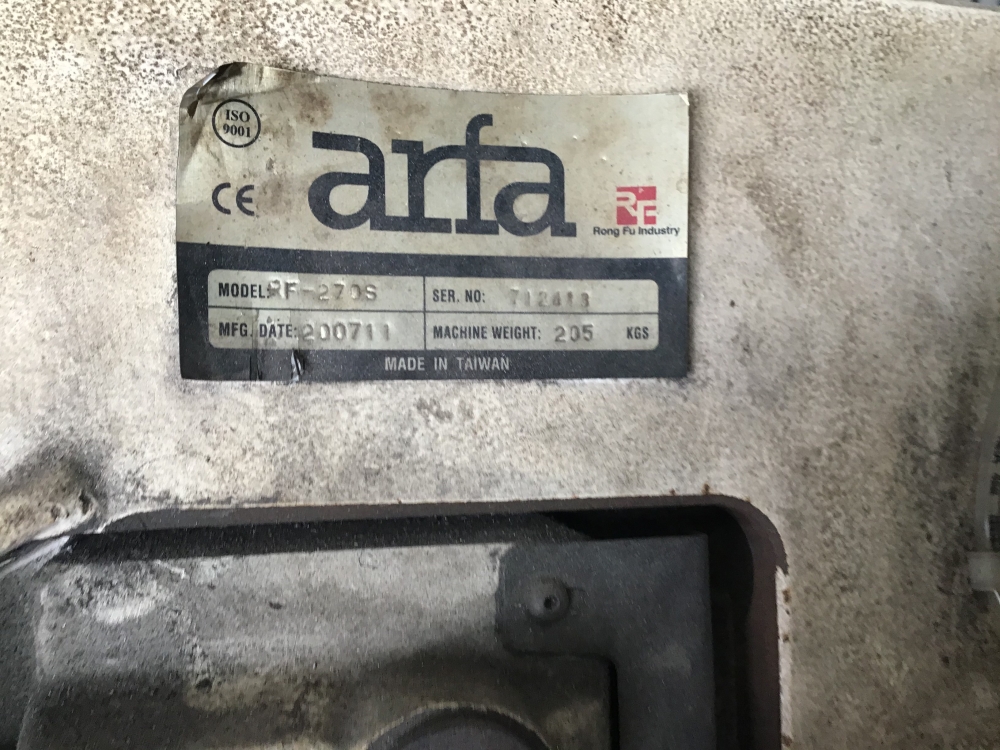 ISO
9001
CE
arfa
RF
Rong Fu Industry
MODEL: RF-270S
SER. NO: 712413
MFG. DATE: 200711
MACHINE WEIGHT: 205 KGS
MADE IN TAIWAN